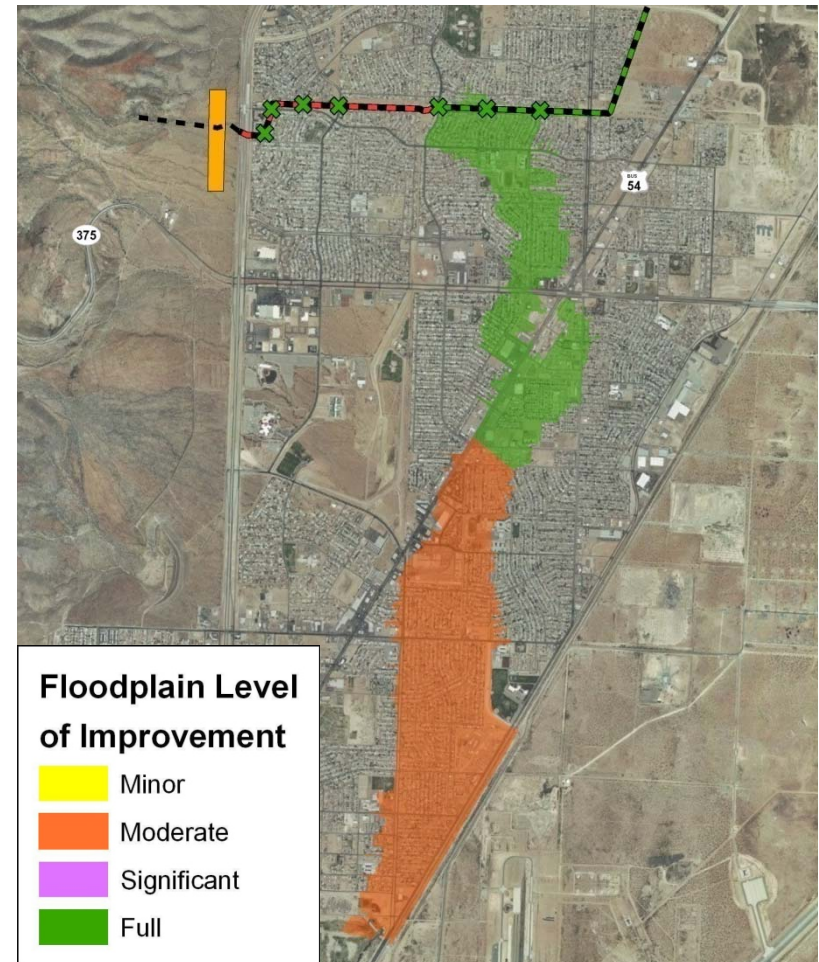 BUS
54
375
Floodplain Level
of Improvement
Minor
Moderate
Significant
Full